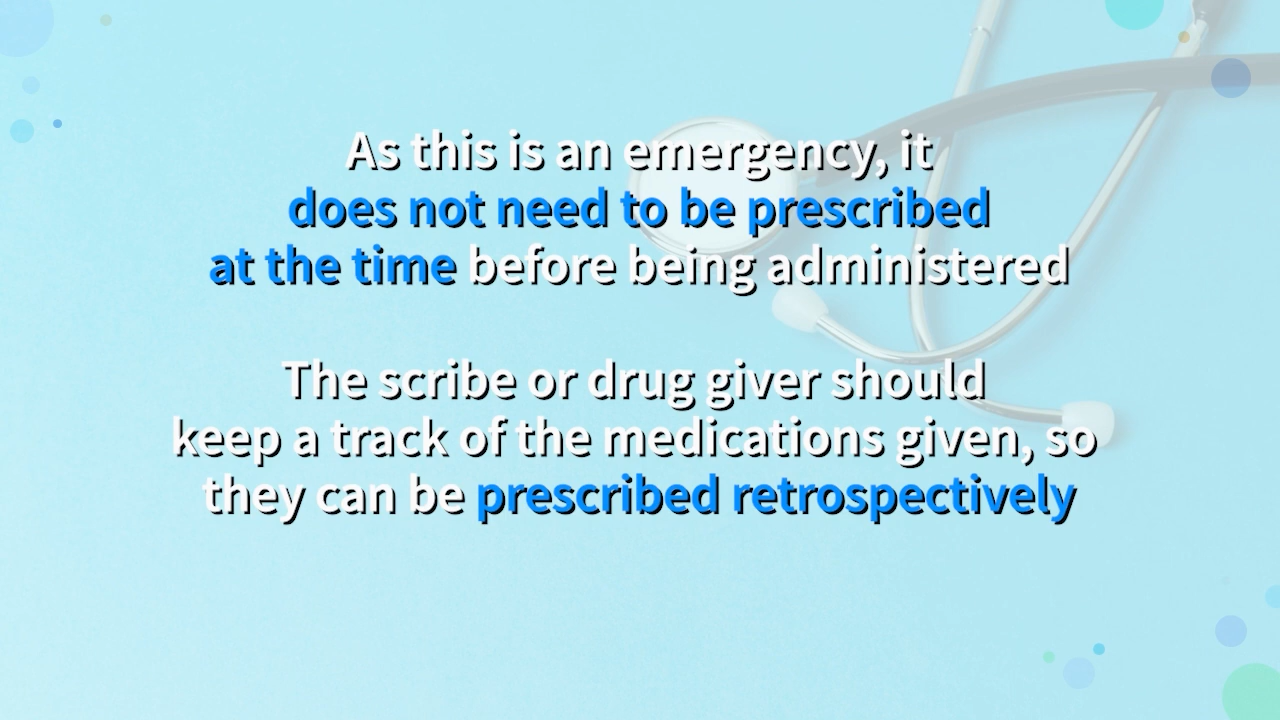 As this is an emergency, it
does not need to be prescribed
at the time before being administered
The scribe or drug giver should
keep a track of the medications given, so
they can be prescribed retrospectively